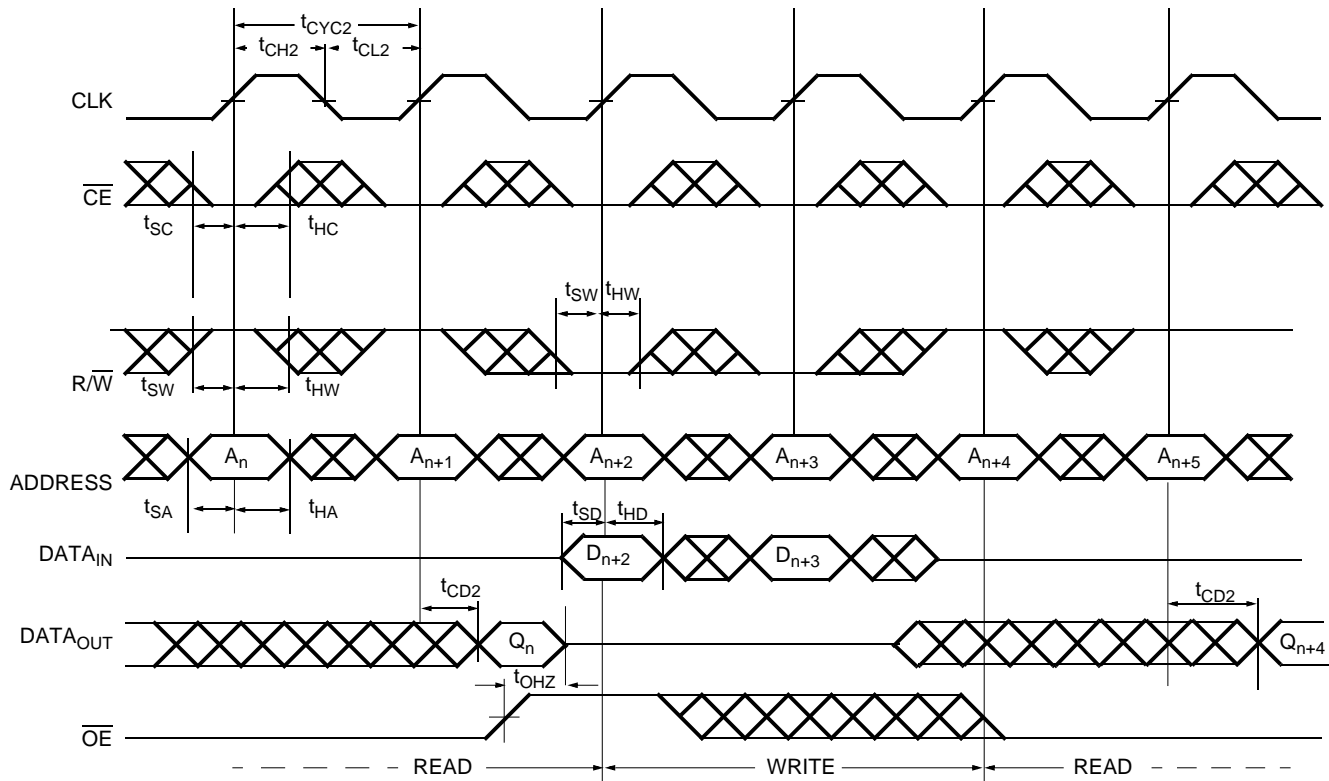 tCYC2
tCH2 tCL2
CLK
CE
tSC tHC
tSW tHW
R/W
tSW tHW
ADDRESS
An An+1 An+2 An+3 An+4 An+5
tSA tHA
tSD tHD
DATAIN
Dn+2 Dn+3
tCD2 tCD2
DATAOUT
Qn Qn+4
tOHZ
OE
READ WRITE READ